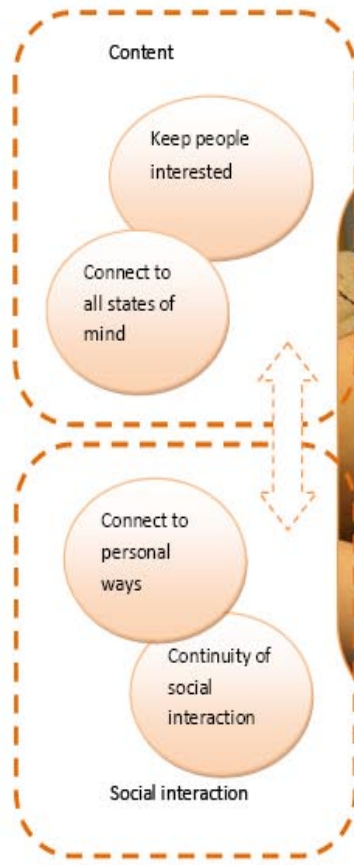 Content
Keep people
interested
Connect to
all states of
mind
Connect to
personal
ways
Continuity of
social
interaction
Social interaction